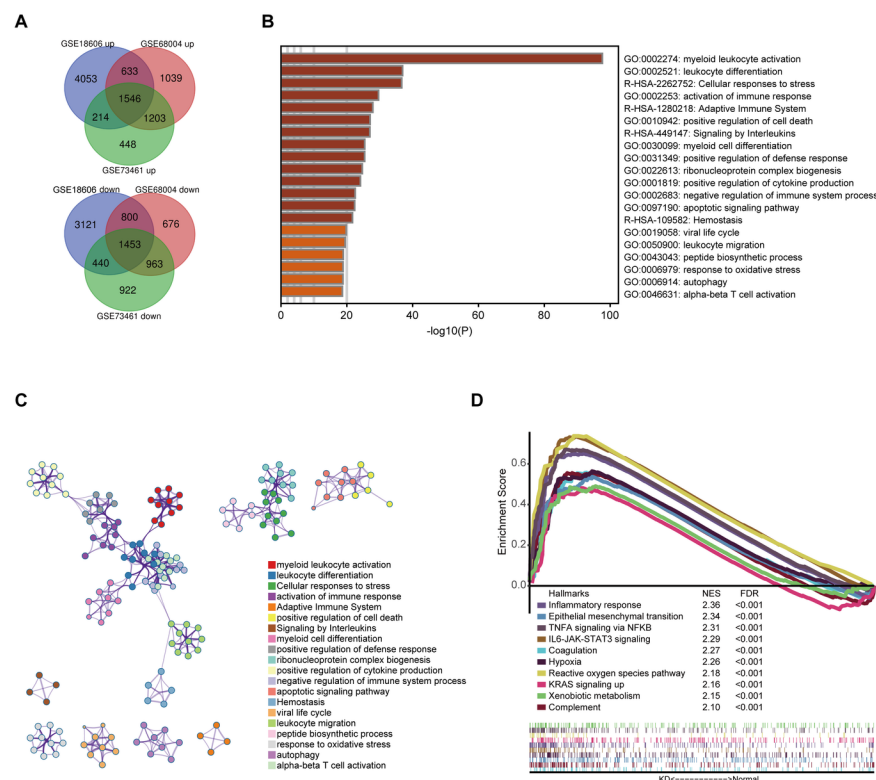 A
GSE18606 up GSE68004 up
4053 633 1039
1546
214 1203
448
GSE73461 up
GSE18606 down GSE68004 down
3121 800 676
1453
440 963
922
GSE73461 down
B
GO:0002274: myeloid leukocyte activation
GO:0002521: leukocyte differentiation
R-HSA-2262752: Cellular responses to stress
GO:0002253: activation of immune response
R-HSA-1280218: Adaptive Immune System
GO:0010942: positive regulation of cell death
R-HSA-449147: Signaling by Interleukins
GO:0030099: myeloid cell differentiation
GO:0031349: positive regulation of defense response
GO:0022613: ribonucleoprotein complex biogenesis
GO:0001819: positive regulation of cytokine production
GO:0002683: negative regulation of immune system process
GO:0097190: apoptotic signaling pathway
R-HSA-109582: Hemostasis
GO:0019058: viral life cycle
GO:0050900: leukocyte migration
GO:0043043: peptide biosynthetic process
GO:0006979: response to oxidative stress
GO:0006914: autophagy
GO:0046631: alpha-beta T cell activation
0 20 40 60 80 100
-log10(P)
C
myeloid leukocyte activation
leukocyte differentiation
Cellular responses to stress
activation of immune response
Adaptive Immune System
positive regulation of cell death
Signaling by Interleukins
myeloid cell differentiation
positive regulation of defense response
ribonucleoprotein complex biogenesis
positive regulation of cytokine production
negative regulation of immune system process
apoptotic signaling pathway
Hemostasis
viral life cycle
leukocyte migration
peptide biosynthetic process
response to oxidative stress
autophagy
alpha-beta T cell activation
D
Enrichment Score
0.6
0.4
0.2
0.0
Hallmarks NES FDR
Inflammatory response 2.36 <0.001
Epithelial mesenchymal transition 2.34 <0.001
TNFA signaling via NFKB 2.31 <0.001
IL6-JAK-STAT3 signaling 2.29 <0.001
Coagulation 2.27 <0.001
Hypoxia 2.26 <0.001
Reactive oxygen species pathway 2.18 <0.001
KRAS signaling up 2.16 <0.001
Xenobiotic metabolism 2.15 <0.001
Complement 2.10 <0.001